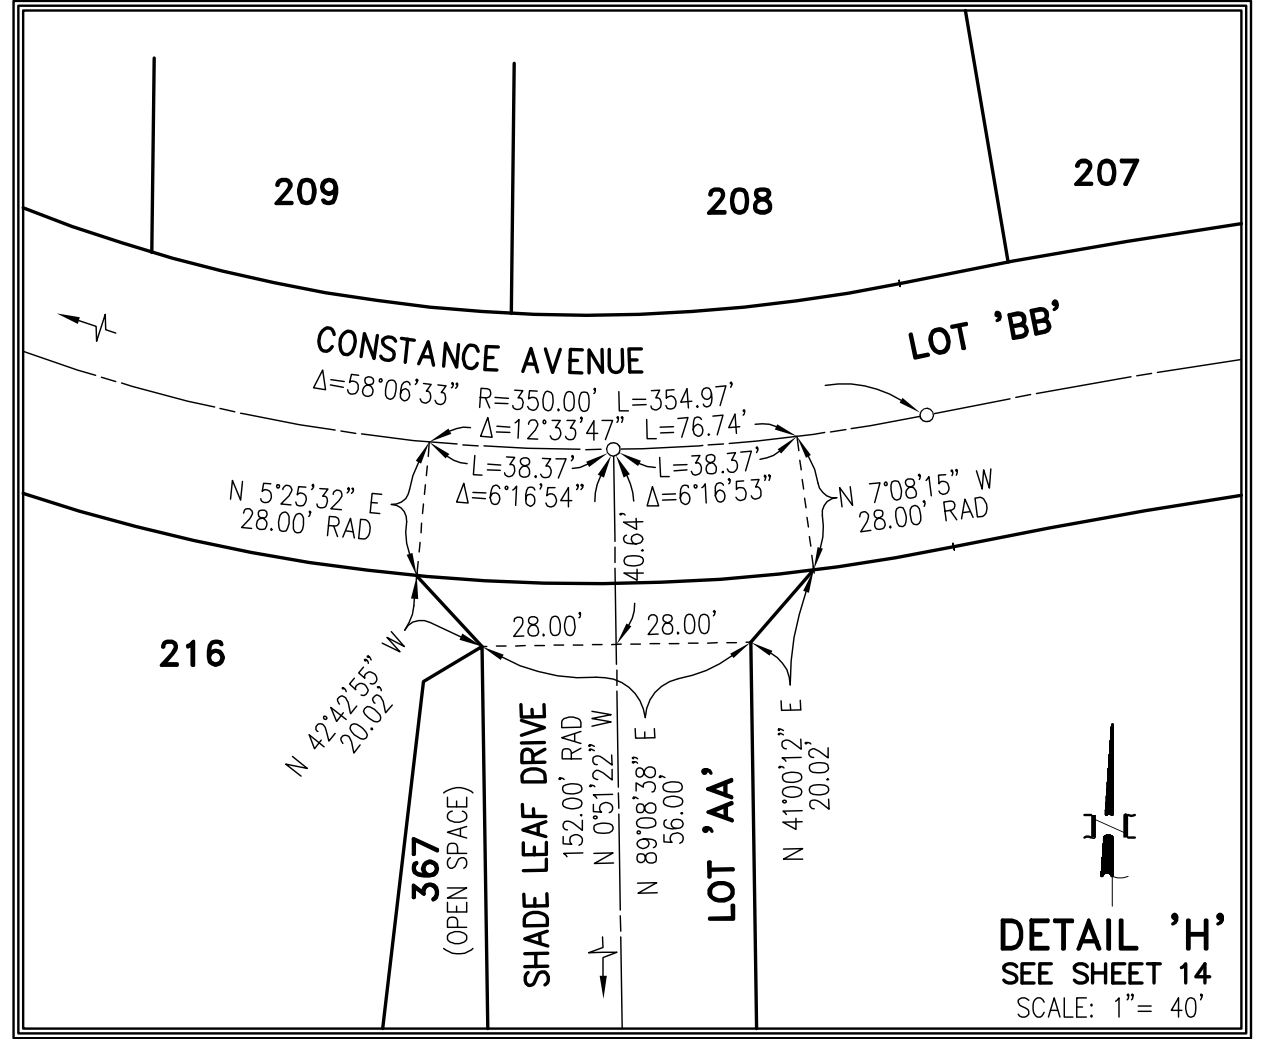 209
208
207
CONSTANCE AVENUE
LOT 'BB'
Δ=58°06'33" R=350.00' L=354.97'
Δ=12°33'47" L=76.74'
L=38.37'
L=38.37'
Δ=6°16'54"
Δ=6°16'53"
N 5°25'32" E
28.00' RAD
N 7°08'15" W
28.00' RAD
40.64'
28.00'
28.00'
216
N 42°42'55" W
20.02'
367
(OPEN SPACE)
SHADE LEAF DRIVE
152.00' RAD
N 0°51'22" W
N 89°08'38" E
56.00'
LOT 'AA'
N 41°00'12" E
20.02'
DETAIL 'H'
SEE SHEET 14
SCALE: 1"= 40'